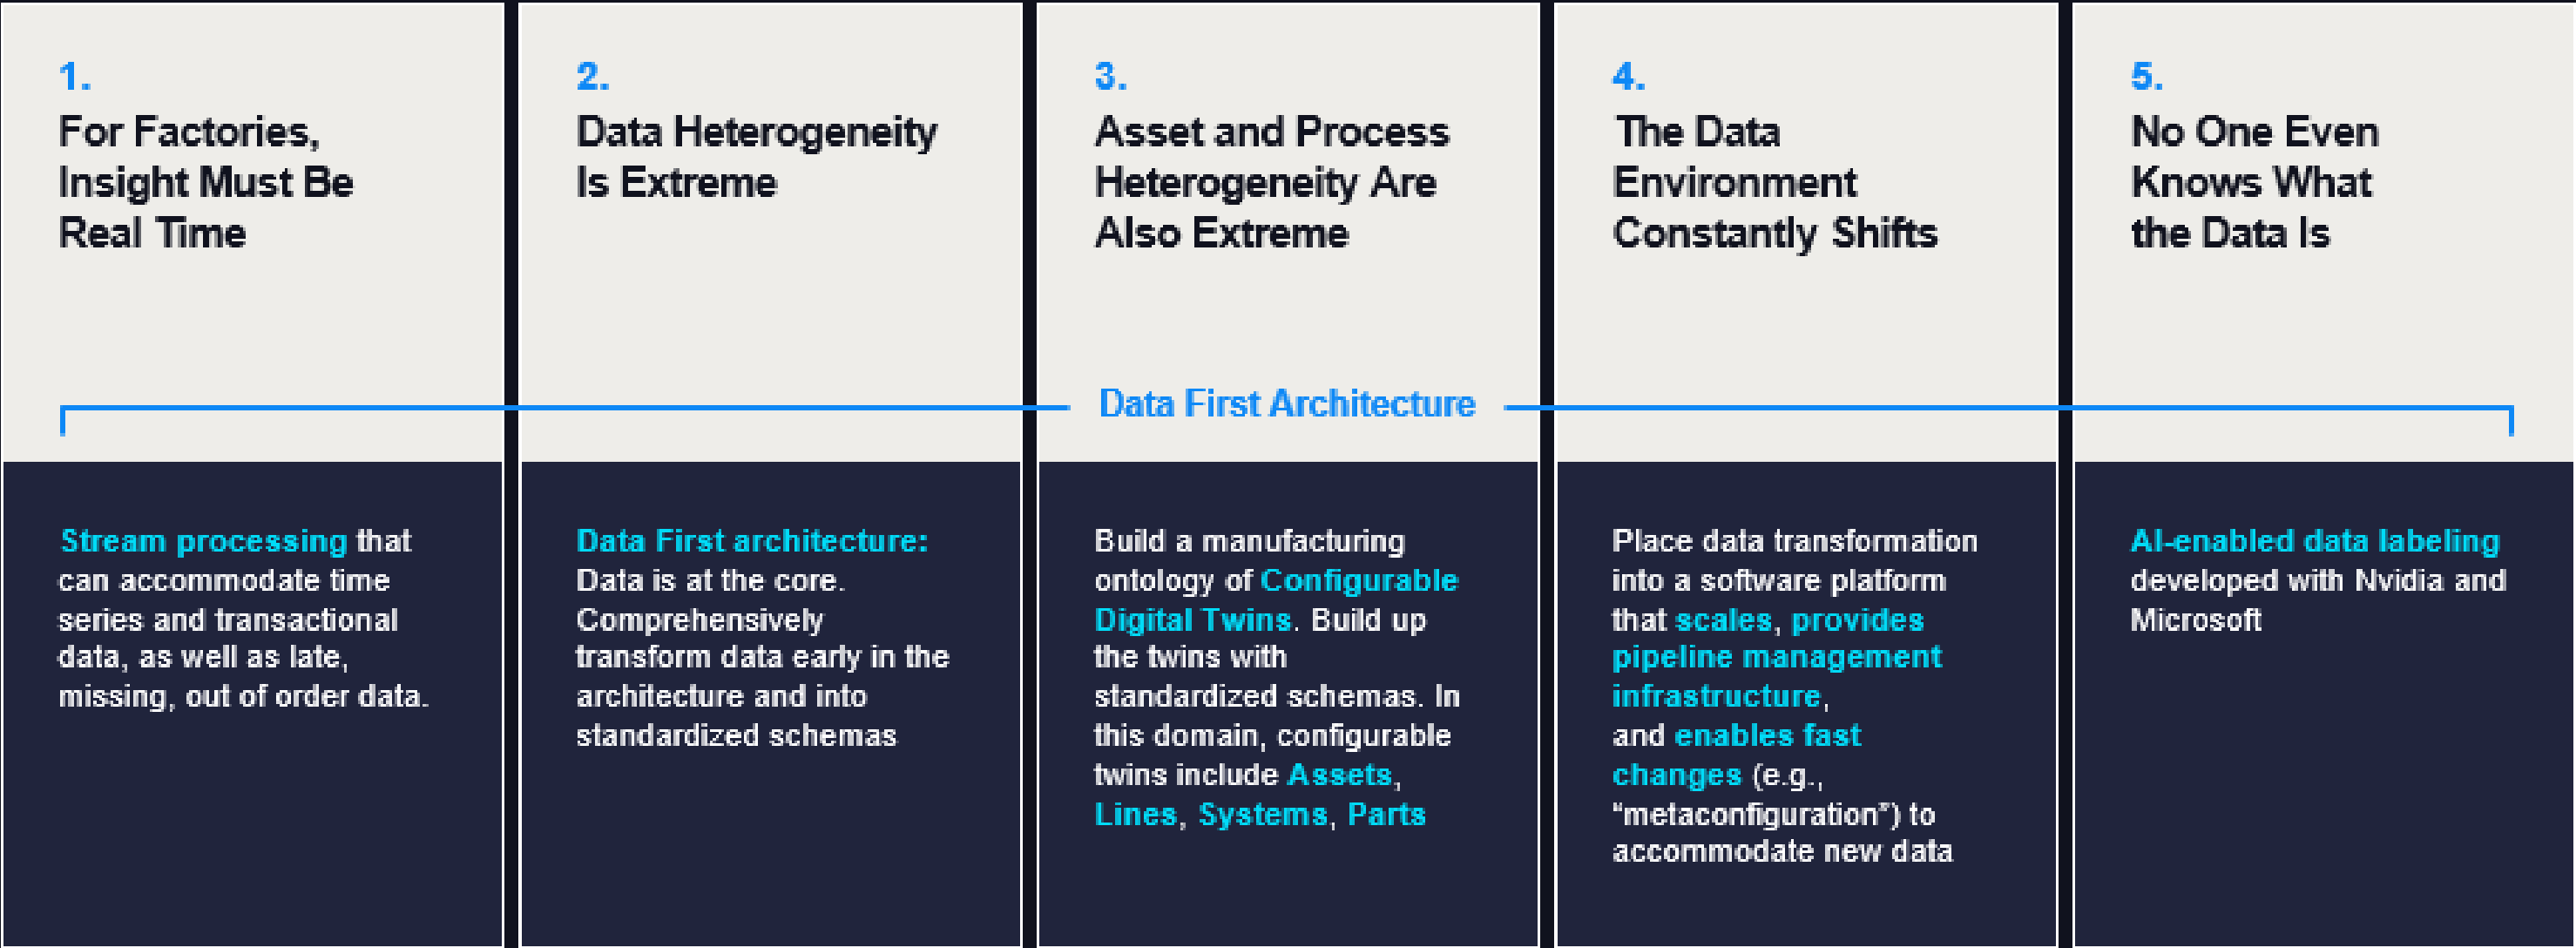 1.
For Factories,
Insight Must Be
Real Time
2.
Data Heterogeneity
Is Extreme
3.
Asset and Process
Heterogeneity Are
Also Extreme
4.
The Data
Environment
Constantly Shifts
5.
No One Even
Knows What
the Data Is
Data First Architecture
Stream processing that
can accommodate time
series and transactional
data, as well as late,
missing, out of order data.
Data First architecture:
Data is at the core.
Comprehensively
transform data early in the
architecture and into
standardized schemas
Build a manufacturing
ontology of Configurable
Digital Twins. Build up
the twins with
standardized schemas. In
this domain, configurable
twins include Assets,
Lines, Systems, Parts
Place data transformation
into a software platform
that scales, provides
pipeline management
infrastructure,
and enables fast
changes (e.g.,
“metaconfiguration”) to
accommodate new data
AI-enabled data labeling
developed with Nvidia and
Microsoft